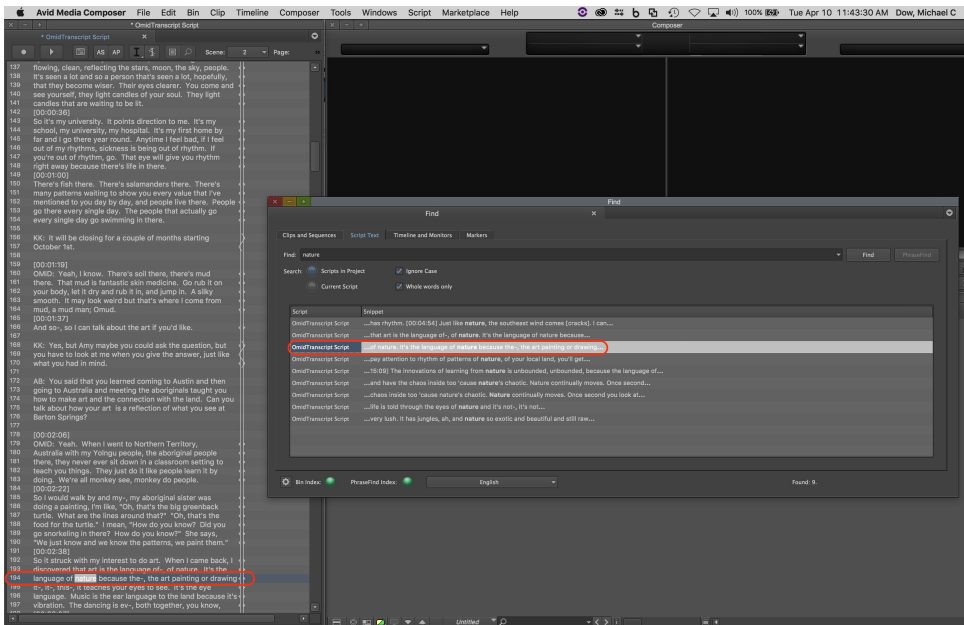 Avid Media Composer File Edit Bin Clip Timeline Composer Tools Windows Script Marketplace Help 100% Tue Apr 10 11:43:30 AM Dow, Michael C
* OmidTranscript Script
Composer
* OmidTranscript Script
AS AP Scene: 2 Page:
137 flowing, clean, reflecting the stars, moon, the sky, people.
138 It's seen a lot and so a person that's seen a lot, hopefully,
139 that they become wiser. Their eyes clearer. You come and
140 see yourself, they light candles of your soul. They light
141 candles that are waiting to be lit.
142 [00:00:36]
143 So it's my university. It points direction to me. It's my
144 school, my university, my hospital. It's my first home by
145 far and I go there year round. Anytime I feel bad, if I feel
146 out of my rhythms, sickness is being out of rhythm. If
147 you're out of rhythm, go. That eye will give you rhythm
148 right away because there's life in there.
149 [00:01:00]
150 There's fish there. There's salamanders there. There's
151 many patterns waiting to show you every value that I've
152 mentioned to you day by day, and people live there. People
153 go there every single day. The people that actually go
154 every single day go swimming in there.
155
156 KK: It will be closing for a couple of months starting
157 October 1st.
158
159 [00:01:19]
160 OMID: Yeah, I know. There's soil there, there's mud
161 there. That mud is fantastic skin medicine. Go rub it on
162 your body, let it dry and rub it in, and jump in. A silky
163 smooth. It may look weird but that's where I come from
164 mud, a mud man; Omud.
165 [00:01:37]
166 And so-, so I can talk about the art if you'd like.
167
168 KK: Yes, but Amy maybe you could ask the question, but
169 you have to look at me when you give the answer, just like
170 what you had in mind.
171
172 AB: You said that you learned coming to Austin and then
173 going to Australia and meeting the aboriginals taught you
174 how to make art and the connection with the land. Can you
175 talk about how your art is a reflection of what you see at
176 Barton Springs?
177
178 [00:02:06]
179 OMID: Yeah. When I went to Northern Territory,
180 Australia with my Yolngu people, the aboriginal people
181 there, they never ever sit down in a classroom setting to
182 teach you things. They just do it like people learn it by
183 doing. We're all monkey see, monkey do people.
184 [00:02:22]
185 So I would walk by and my-, my aboriginal sister was
186 doing a painting, I'm like, "Oh, that's the big greenback
187 turtle. What are the lines around that?" "Oh, that's the
188 food for the turtle." I mean, "How do you know? Did you
189 go snorkeling in there? How do you know?" She says,
190 "We just know and we know the patterns, we paint them."
191 [00:02:38]
192 So it struck with my interest to do art. When I came back, I
193 discovered that art is the language of-, of nature. It's the
194 language of nature because the-, the art painting or drawing
195 it-, it-, this-, it teaches your eyes to see. It's the eye
196 language. Music is the ear language to the land because it's
197 vibration. The dancing is ev-, both together, you know,
Find
Find
Clips and Sequences Script Text Timeline and Monitors Markers
Find: nature Find PhraseFind
Search: Scripts in Project Ignore Case
Current Script Whole words only
Script Snippet
OmidTranscript Script ...has rhythm. [00:04:54] Just like nature, the southeast wind comes [cracks]. I can...
OmidTranscript Script ...that art is the language of-, of nature. It's the language of nature because...
OmidTranscript Script ...of nature. It's the language of nature because the-, the art painting or drawing...
OmidTranscript Script ...pay attention to rhythm of patterns of nature, of your local land, you'll get...
OmidTranscript Script ...15:09] The innovations of learning from nature is unbounded, unbounded, because the language of...
OmidTranscript Script ...and have the chaos inside too 'cause nature's chaotic. Nature continually moves. Once second...
OmidTranscript Script ...chaos inside too 'cause nature's chaotic. Nature continually moves. Once second you look at...
OmidTranscript Script ...life is told through the eyes of nature and it's not-, it's not...
OmidTranscript Script ...very lush. It has jungles, ah, and nature so exotic and beautiful and still raw...
Bin Index: PhraseFind Index: English Found: 9.
Untitled